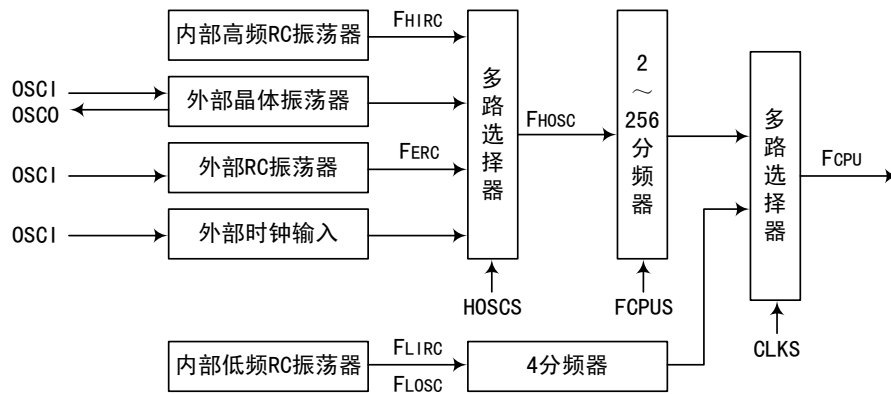 内部高频RC振荡器
FHIRC
OSCI
OSCO
外部晶体振荡器
OSCI
外部RC振荡器
FERC
OSCI
外部时钟输入
多路选择器
HOSCS
FHOSC
2～256分频器
FCPUS
多路选择器
CLKS
FCPU
内部低频RC振荡器
FLIRC
FLOSC
4分频器